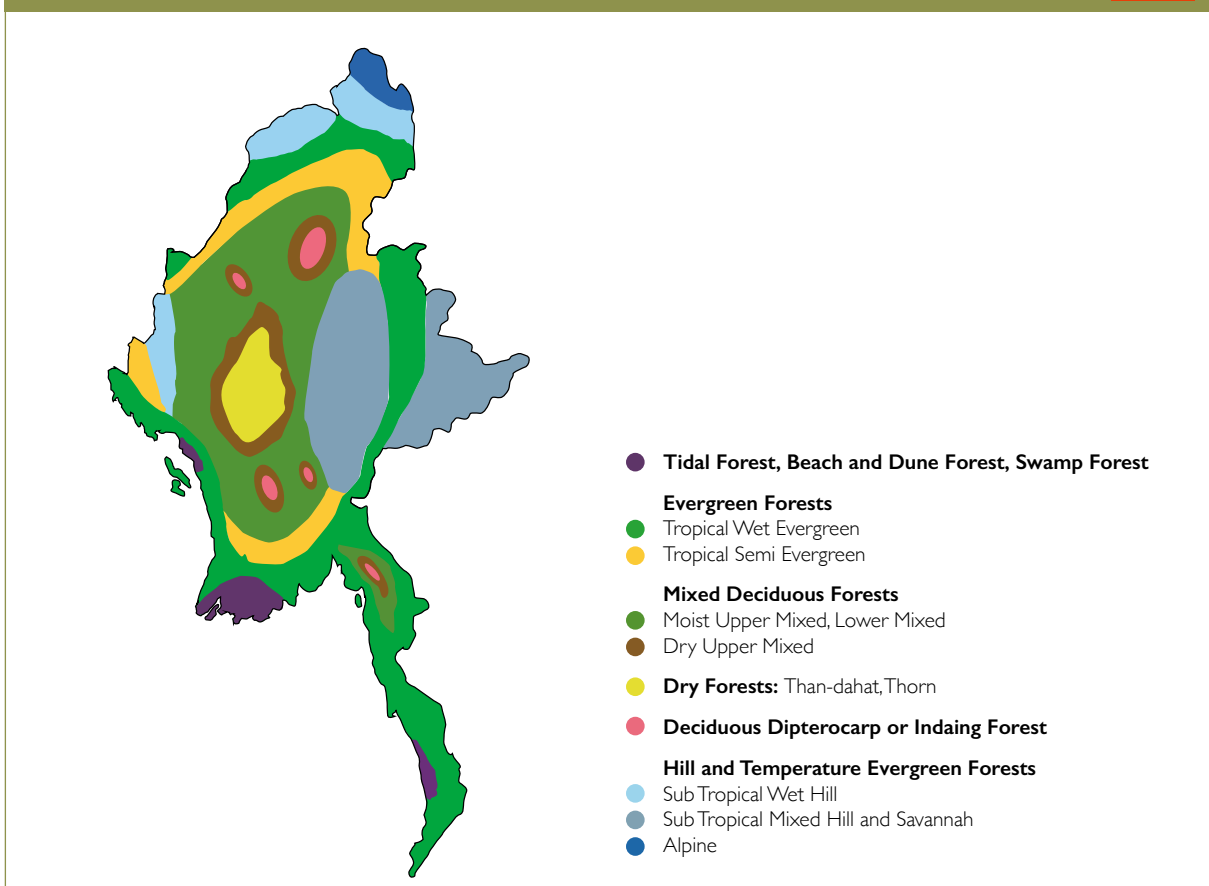 Tidal Forest, Beach and Dune Forest, Swamp Forest
Evergreen Forests
Tropical Wet Evergreen
Tropical Semi Evergreen
Mixed Deciduous Forests
Moist Upper Mixed, Lower Mixed
Dry Upper Mixed
Dry Forests: Than-dahat, Thorn
Deciduous Dipterocarp or Indaing Forest
Hill and Temperature Evergreen Forests
Sub Tropical Wet Hill
Sub Tropical Mixed Hill and Savannah
Alpine